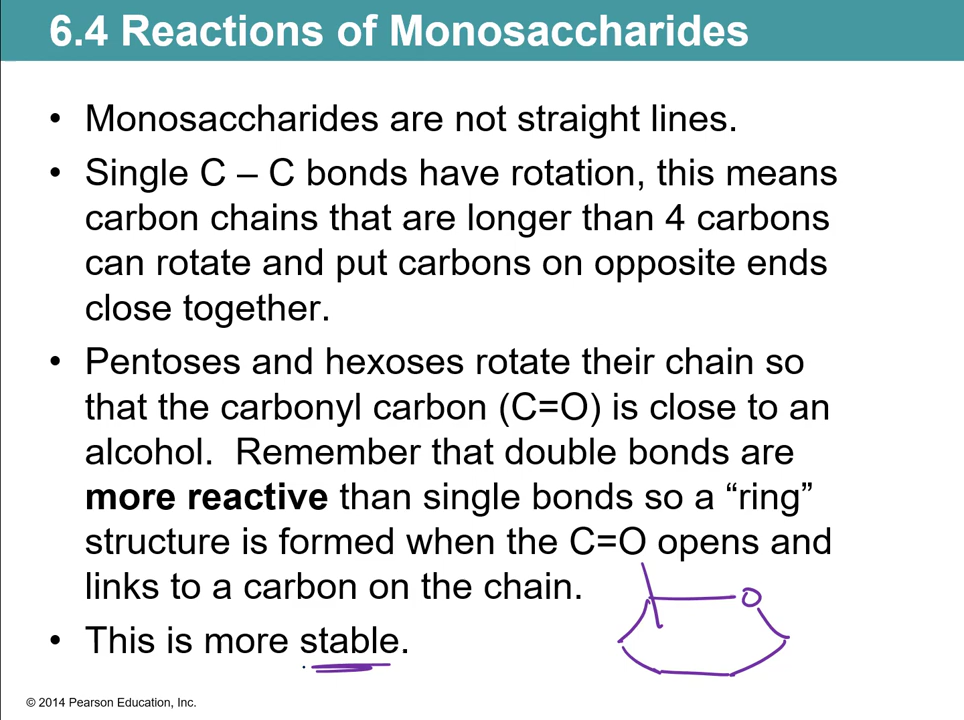 6.4 Reactions of Monosaccharides
• Monosaccharides are not straight lines.
• Single C – C bonds have rotation, this means
carbon chains that are longer than 4 carbons
can rotate and put carbons on opposite ends
close together.
• Pentoses and hexoses rotate their chain so
that the carbonyl carbon (C=O) is close to an
alcohol.  Remember that double bonds are
more reactive than single bonds so a “ring”
structure is formed when the C=O opens and
links to a carbon on the chain.
O
• This is more stable.
© 2014 Pearson Education, Inc.